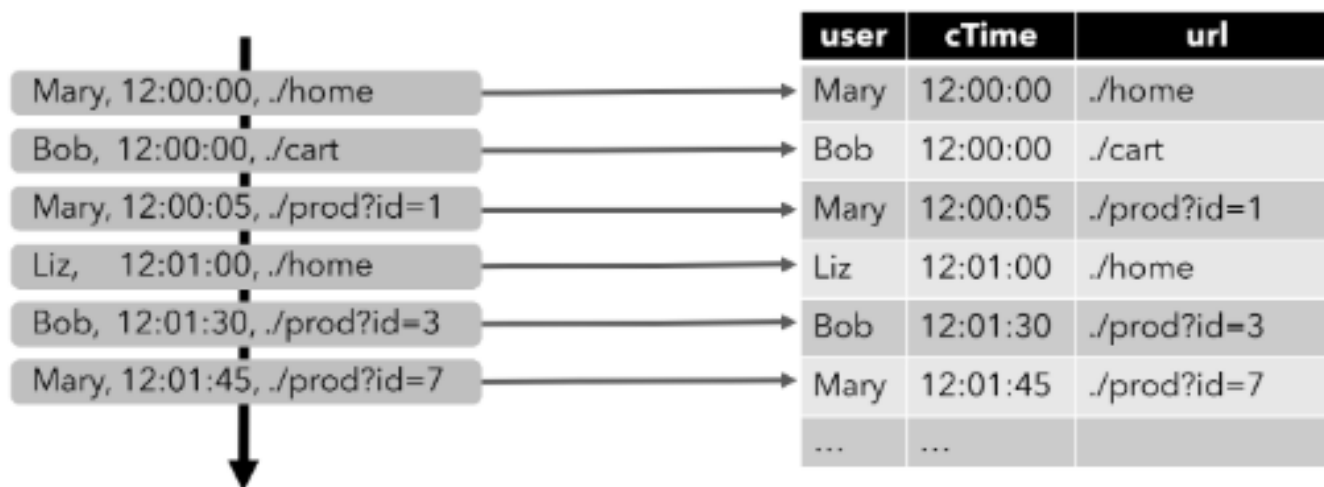 Mary, 12:00:00, ./home
Bob, 12:00:00, ./cart
Mary, 12:00:05, ./prod?id=1
Liz, 12:01:00, ./home
Bob, 12:01:30, ./prod?id=3
Mary, 12:01:45, ./prod?id=7
user cTime url
Mary 12:00:00 ./home
Bob 12:00:00 ./cart
Mary 12:00:05 ./prod?id=1
Liz 12:01:00 ./home
Bob 12:01:30 ./prod?id=3
Mary 12:01:45 ./prod?id=7
... ...